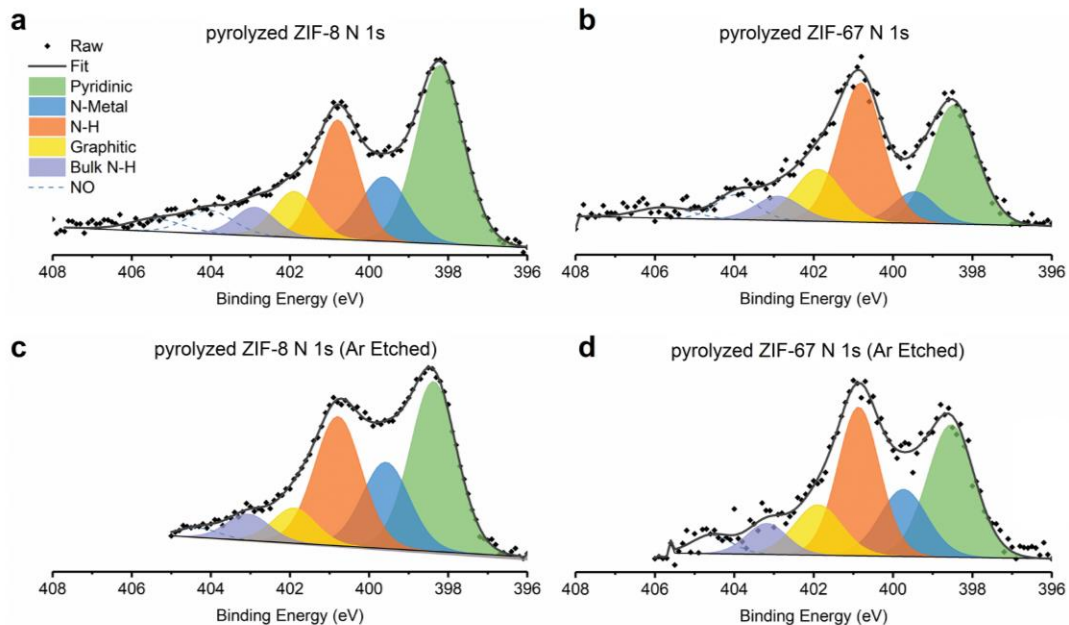 a
pyrolyzed ZIF-8 N 1s
Raw
Fit
Pyridinic
N-Metal
N-H
Graphitic
Bulk N-H
NO
408 406 404 402 400 398 396
Binding Energy (eV)
b
pyrolyzed ZIF-67 N 1s
408 406 404 402 400 398 396
Binding Energy (eV)
c
pyrolyzed ZIF-8 N 1s (Ar Etched)
408 406 404 402 400 398 396
Binding Energy (eV)
d
pyrolyzed ZIF-67 N 1s (Ar Etched)
408 406 404 402 400 398 396
Binding Energy (eV)